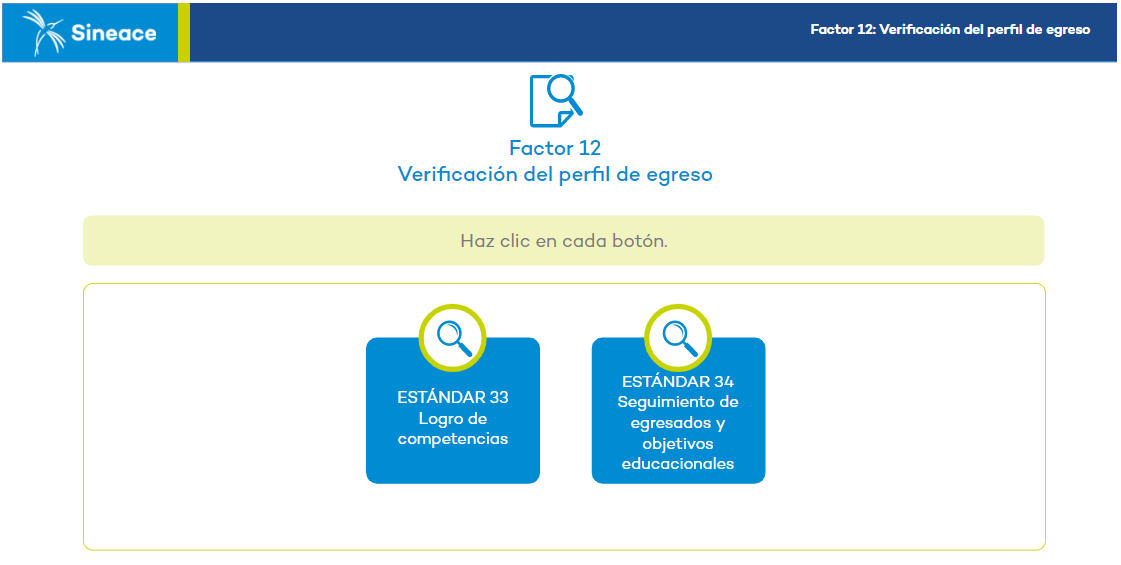 Sineace
Factor 12: Verificación del perfil de egreso
Factor 12
Verificación del perfil de egreso
Haz clic en cada botón.
ESTÁNDAR 33
Logro de
competencias
ESTÁNDAR 34
Seguimiento de
egresados y
objetivos
educacionales